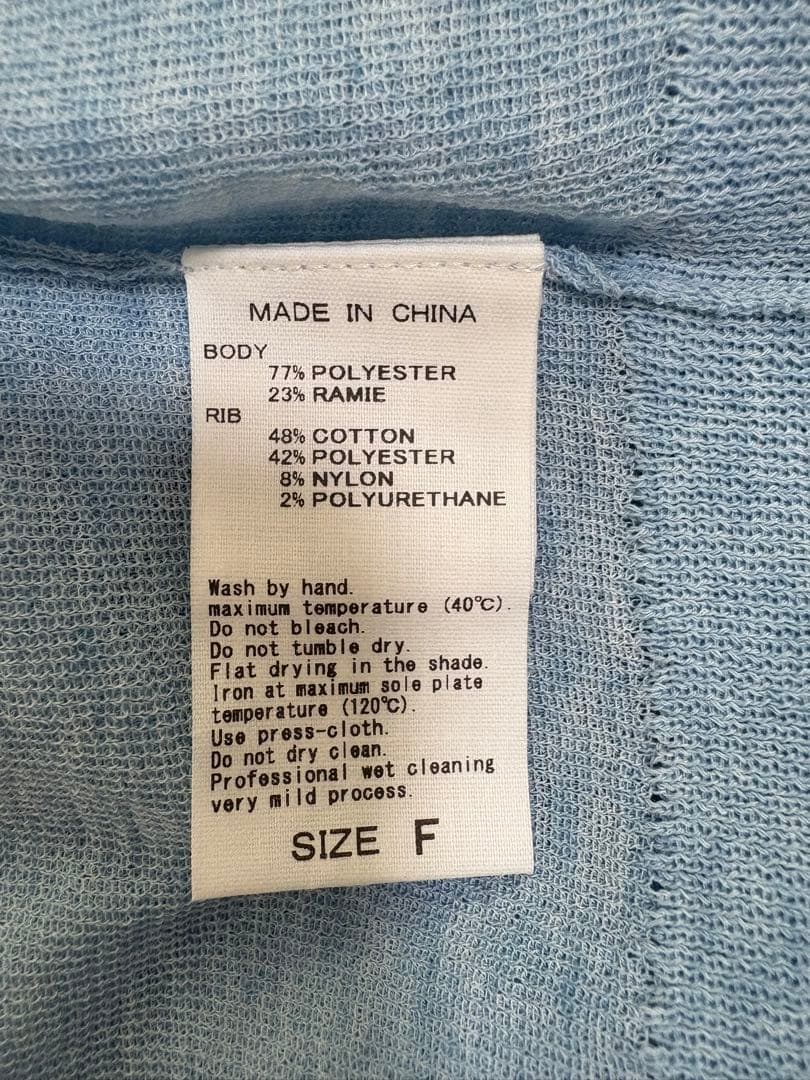 MADE IN CHINA
BODY
77% POLYESTER
23% RAMIE
RIB
48% COTTON
42% POLYESTER
8% NYLON
2% POLYURETHANE
Wash by hand.
maximum temperature (40℃).
Do not bleach.
Do not tumble dry.
Flat drying in the shade.
Iron at maximum sole plate
temperature (120℃).
Use press-cloth.
Do not dry clean.
Professional wet cleaning
very mild process.
SIZE F